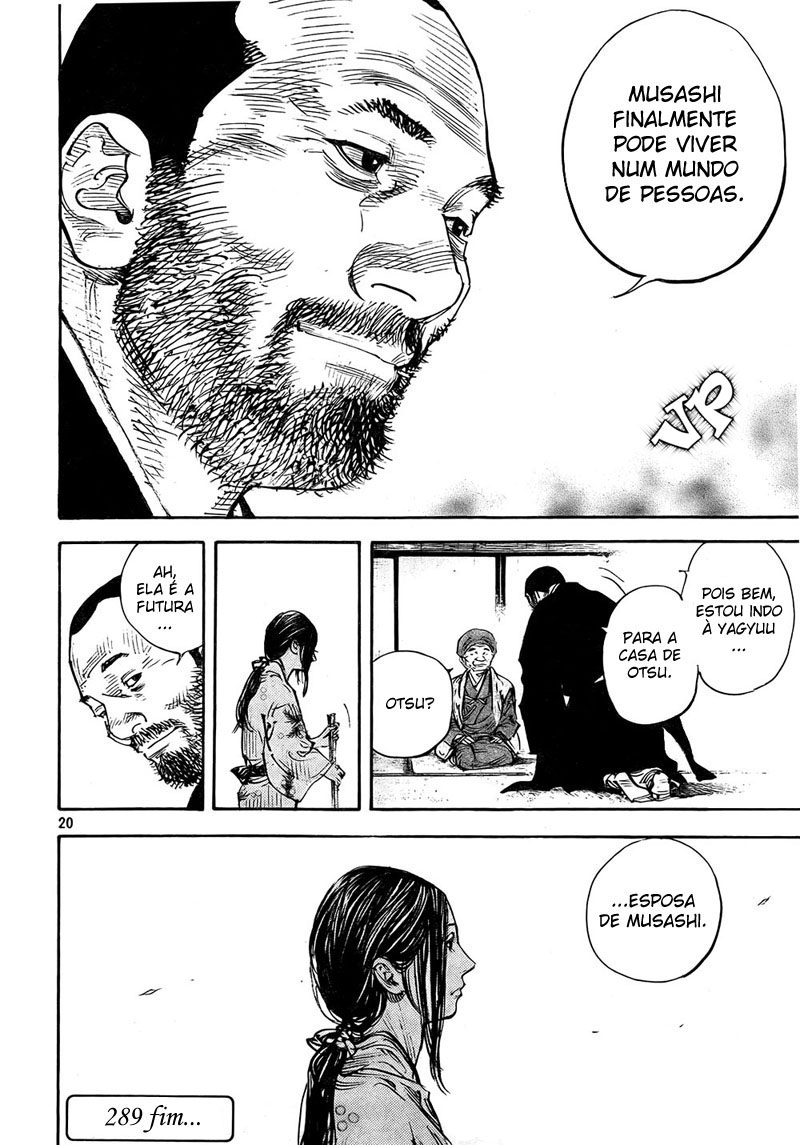 MUSASHI
FINALMENTE
PODE VIVER
NUM MUNDO
DE PESSOAS.
VP
POIS BEM,
ESTOU INDO
À YAGYUU
...
PARA A
CASA DE
OTSU.
OTSU?
AH,
ELA É A
FUTURA
...
20
...ESPOSA
DE MUSASHI.
289 fim...